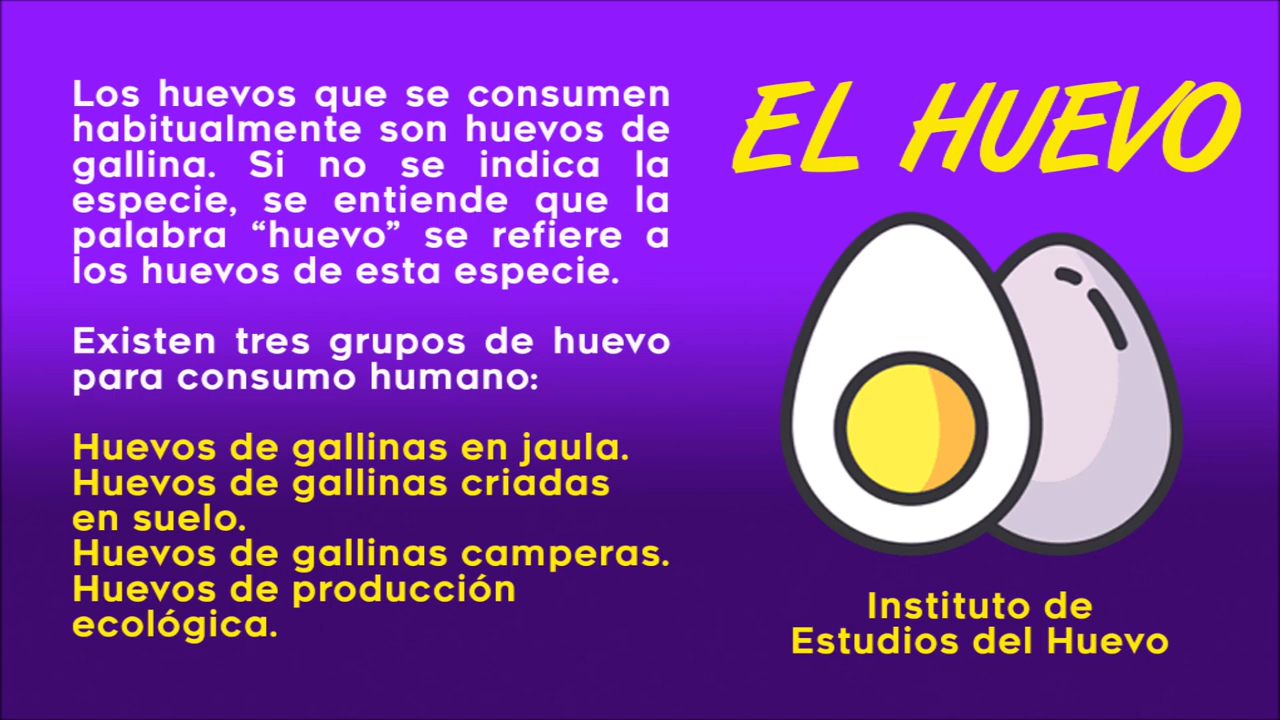 Los huevos que se consumen
habitualmente son huevos de
gallina. Si no se indica la
especie, se entiende que la
palabra “huevo” se refiere a
los huevos de esta especie.
Existen tres grupos de huevo
para consumo humano:
Huevos de gallinas en jaula.
Huevos de gallinas criadas
en suelo.
Huevos de gallinas camperas.
Huevos de producción
ecológica.
EL HUEVO
Instituto de
Estudios del Huevo